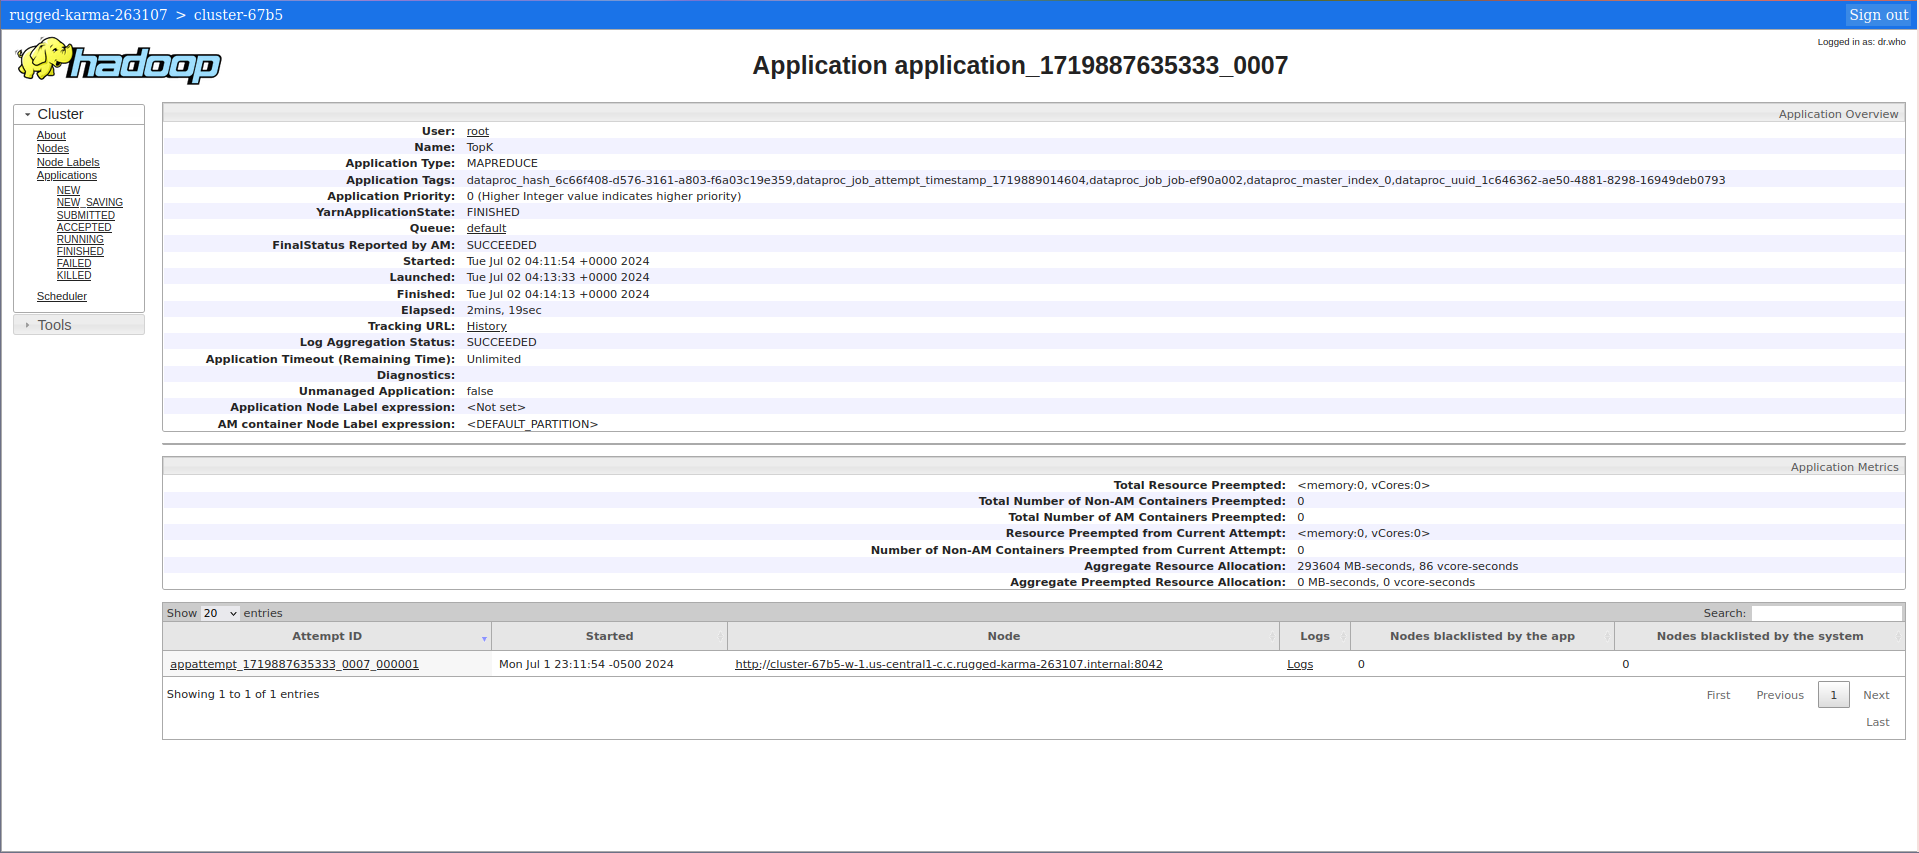 rugged-karma-263107 > cluster-67b5 Sign out
hadoop
Logged in as: dr.who
Application application_1719887635333_0007
Cluster
About
Nodes
Node Labels
Applications
NEW
NEW_SAVING
SUBMITTED
ACCEPTED
RUNNING
FINISHED
FAILED
KILLED
Scheduler
Tools
Application Overview
User: root
Name: TopK
Application Type: MAPREDUCE
Application Tags: dataproc_hash_6c66f408-d576-3161-a803-f6a03c19e359,dataproc_job_attempt_timestamp_1719889014604,dataproc_job_job-ef90a002,dataproc_master_index_0,dataproc_uuid_1c646362-ae50-4881-8298-16949deb0793
Application Priority: 0 (Higher Integer value indicates higher priority)
YarnApplicationState: FINISHED
Queue: default
FinalStatus Reported by AM: SUCCEEDED
Started: Tue Jul 02 04:11:54 +0000 2024
Launched: Tue Jul 02 04:13:33 +0000 2024
Finished: Tue Jul 02 04:14:13 +0000 2024
Elapsed: 2mins, 19sec
Tracking URL: History
Log Aggregation Status: SUCCEEDED
Application Timeout (Remaining Time): Unlimited
Diagnostics:
Unmanaged Application: false
Application Node Label expression: <Not set>
AM container Node Label expression: <DEFAULT_PARTITION>
Application Metrics
Total Resource Preempted: <memory:0, vCores:0>
Total Number of Non-AM Containers Preempted: 0
Total Number of AM Containers Preempted: 0
Resource Preempted from Current Attempt: <memory:0, vCores:0>
Number of Non-AM Containers Preempted from Current Attempt: 0
Aggregate Resource Allocation: 293604 MB-seconds, 86 vcore-seconds
Aggregate Preempted Resource Allocation: 0 MB-seconds, 0 vcore-seconds
Show 20 entries Search:
Attempt ID Started Node Logs Nodes blacklisted by the app Nodes blacklisted by the system
appattempt_1719887635333_0007_000001 Mon Jul 1 23:11:54 -0500 2024 http://cluster-67b5-w-1.us-central1-c.c.rugged-karma-263107.internal:8042 Logs 0 0
Showing 1 to 1 of 1 entries First Previous 1 Next
Last